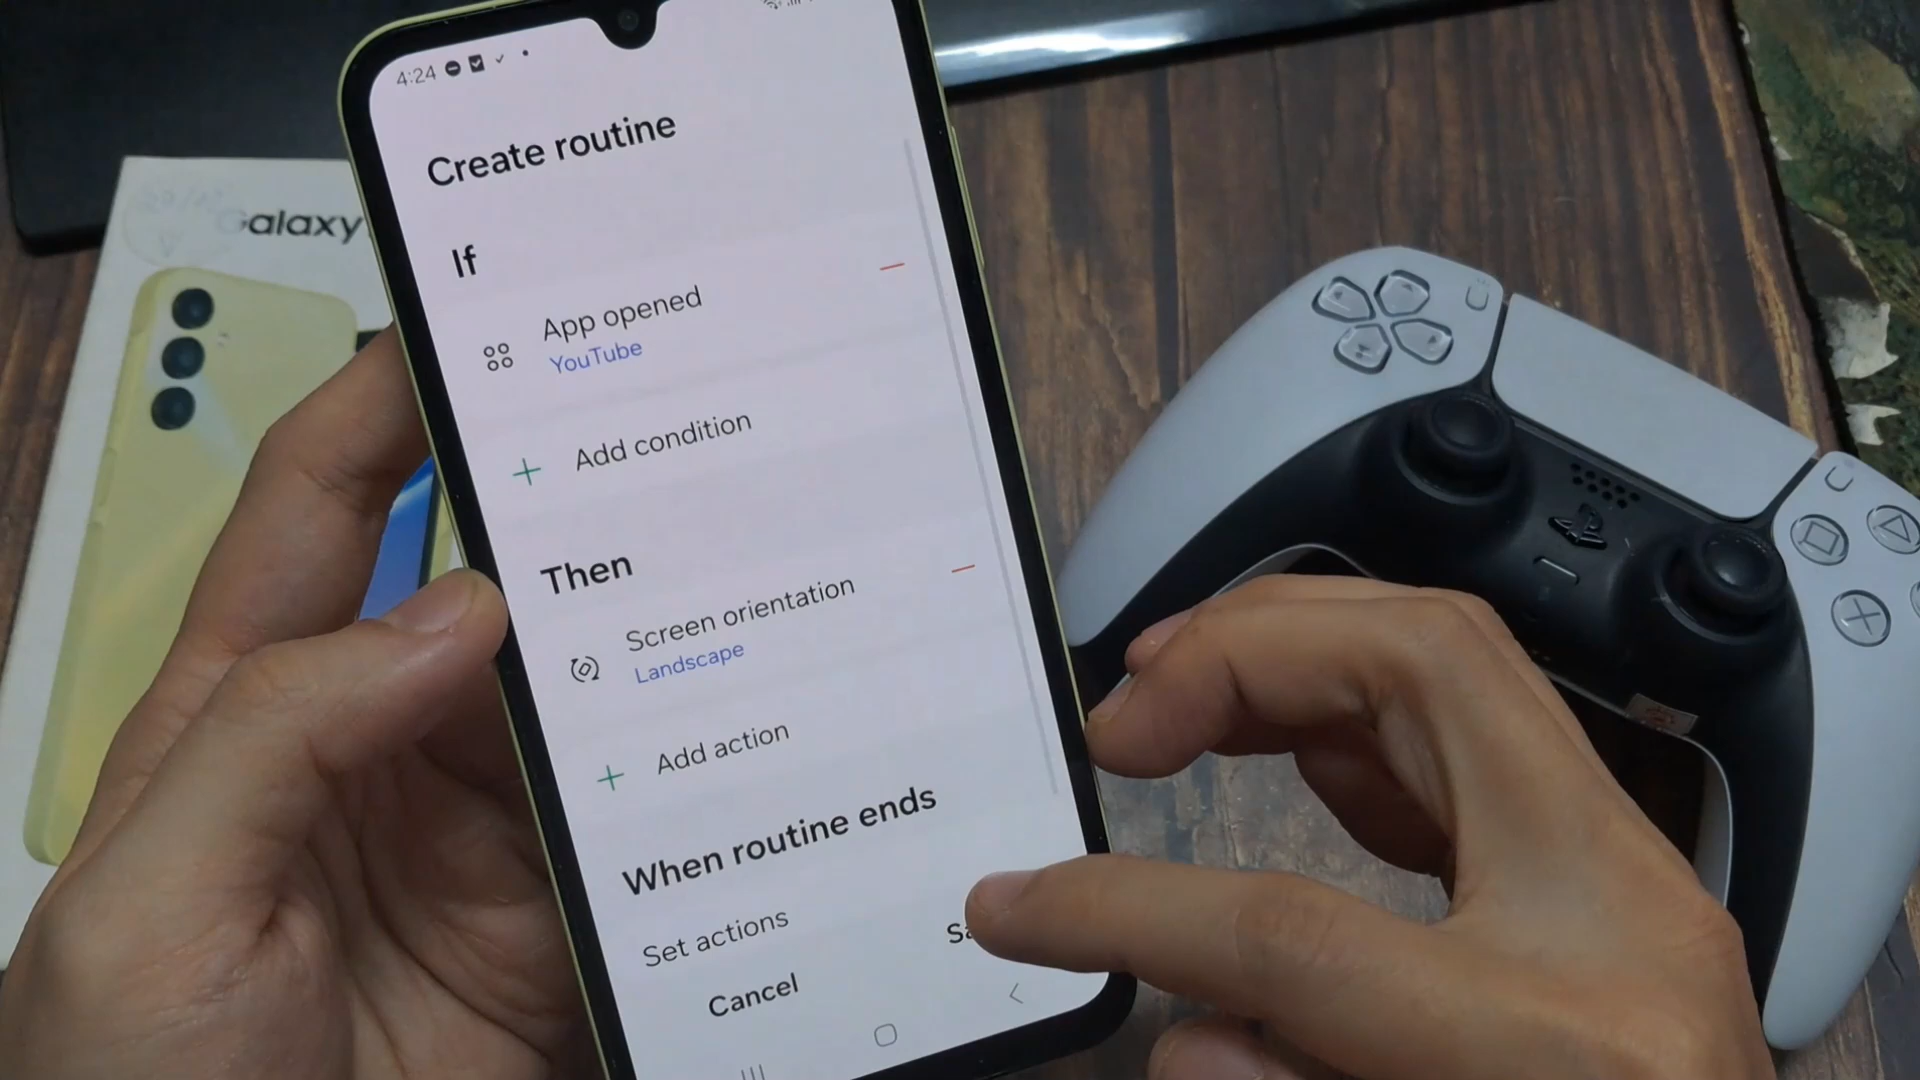 4:24
Create routine
If
App opened
YouTube
Add condition
Then
Screen orientation
Landscape
Add action
When routine ends
Set actions
Cancel
Galaxy